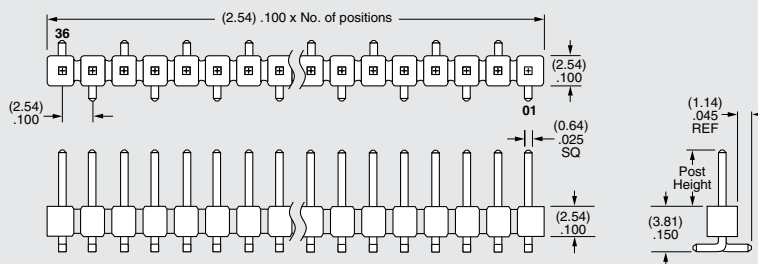 (2.54) .100 x No. of positions
36
(2.54)
.100
(2.54)
.100
01
(0.64)
.025
SQ
(1.14)
.045
REF
Post
Height
(2.54)
.100
(3.81)
.150